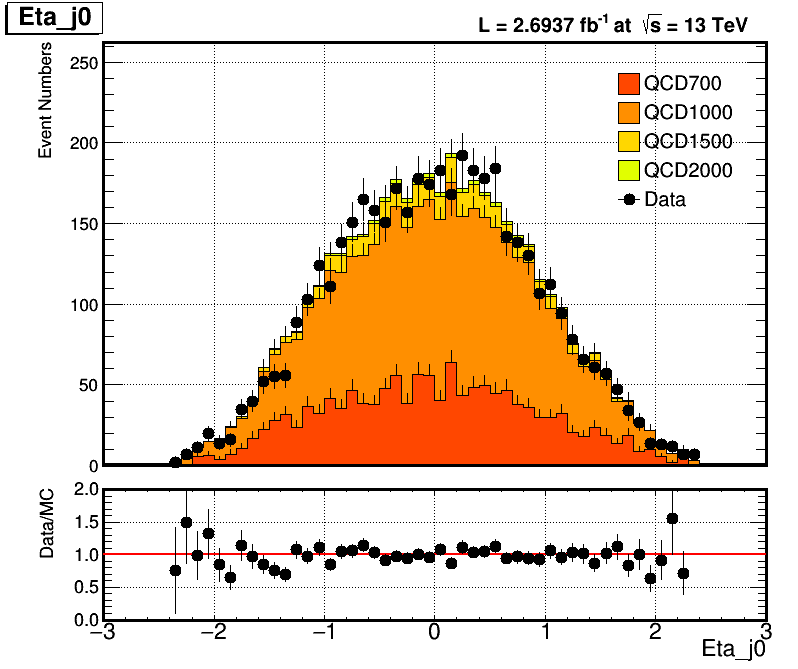 Eta_j0
L = 2.6937 fb-1 at √s = 13 TeV
Event Numbers
250
200
150
100
50
0
QCD700
QCD1000
QCD1500
QCD2000
Data
Data/MC
2.0
1.5
1.0
0.5
0.0
−3 −2 −1 0 1 2 3
Eta_j0